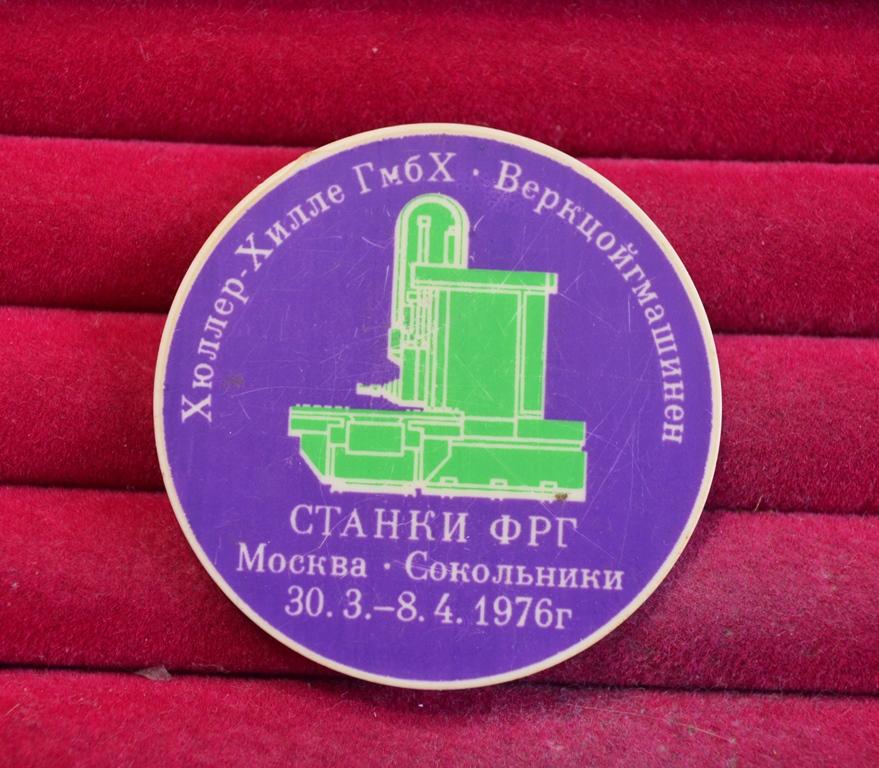 Хюллер-Хилле ГмбХ · Веркцойгмашинен
СТАНКИ ФРГ
Москва · Сокольники
30. 3.–8. 4. 1976г